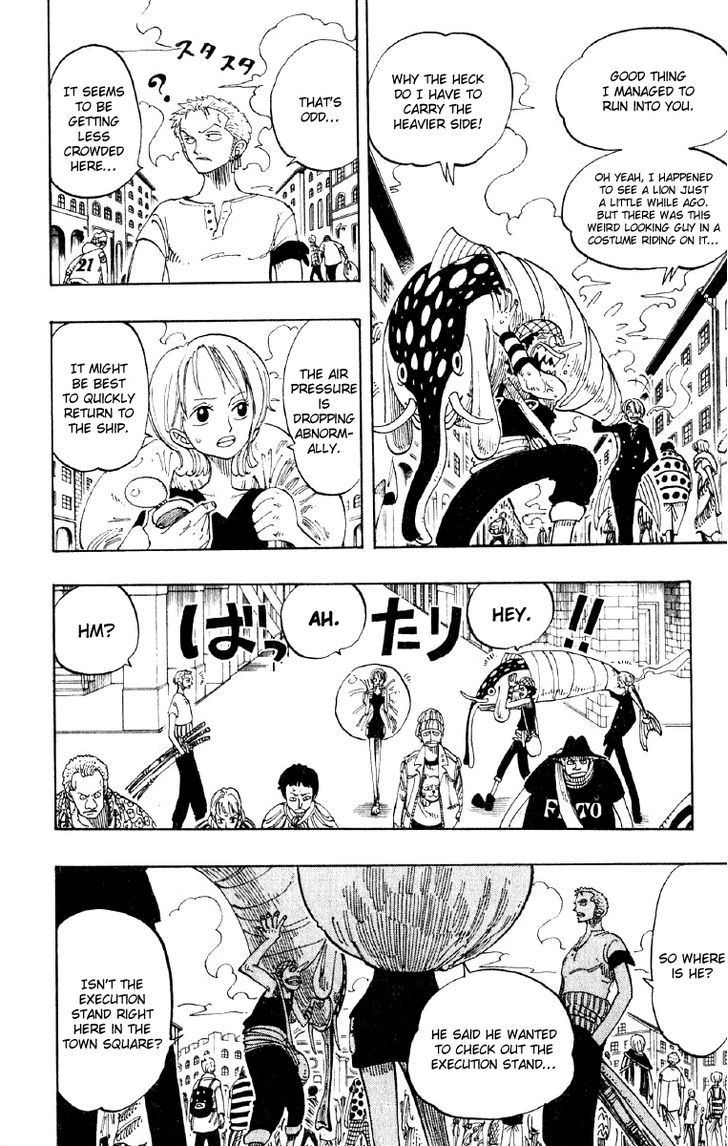 GOOD THING
I MANAGED TO
RUN INTO YOU.
OH YEAH, I HAPPENED
TO SEE A LION JUST
A LITTLE WHILE AGO.
BUT THERE WAS THIS
WEIRD LOOKING GUY IN A
COSTUME RIDING ON IT...
WHY THE HECK
DO I HAVE TO
CARRY THE
HEAVIER SIDE!
スタ
スタ
?
THAT'S
ODD...
IT SEEMS
TO BE
GETTING
LESS
CROWDED
HERE...
21
THE AIR
PRESSURE
IS
DROPPING
ABNORM-
ALLY.
IT MIGHT
BE BEST
TO QUICKLY
RETURN TO
THE SHIP.
HEY.
AH.
HM?
ばったり!!
SO WHERE
IS HE?
HE SAID HE WANTED
TO CHECK OUT THE
EXECUTION STAND...
ISN'T THE
EXECUTION
STAND RIGHT
HERE IN THE
TOWN SQUARE?